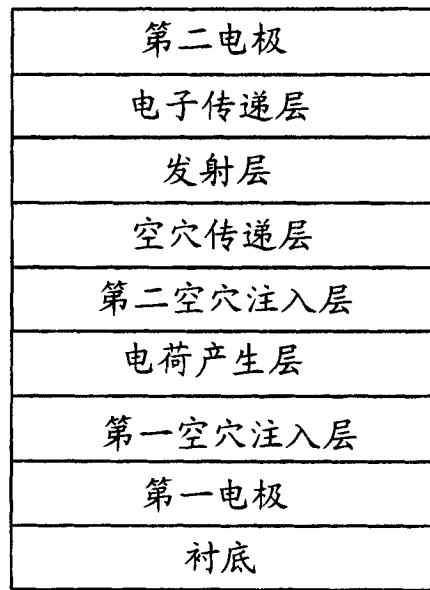 第二电极
电子传递层
发射层
空穴传递层
第二空穴注入层
电荷产生层
第一空穴注入层
第一电极
衬底